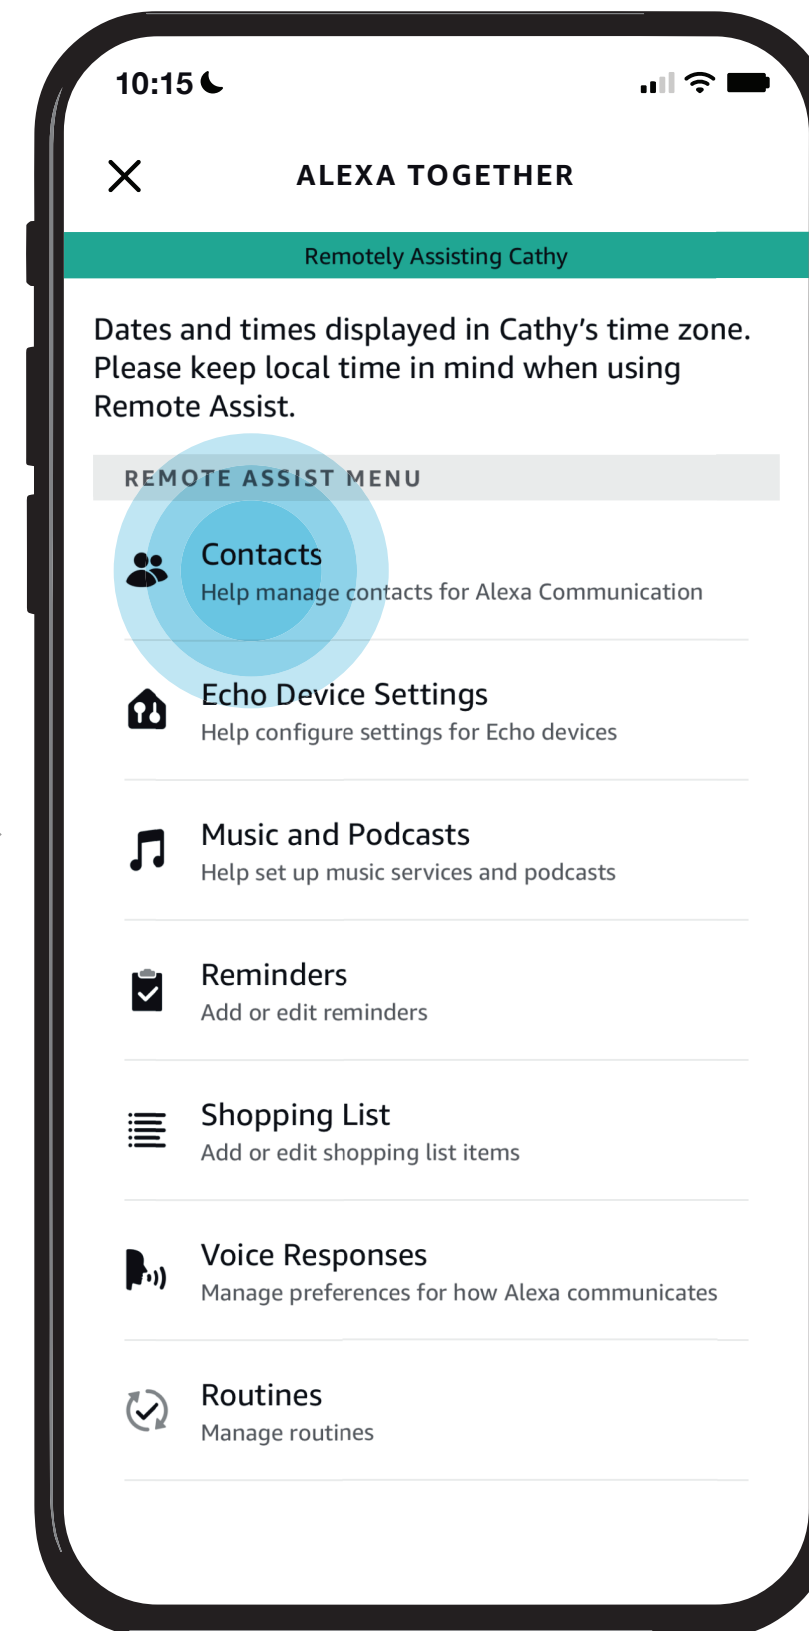 10:15
ALEXA TOGETHER
Remotely Assisting Cathy
Dates and times displayed in Cathy’s time zone.
Please keep local time in mind when using
Remote Assist.
REMOTE ASSIST MENU
Contacts
Help manage contacts for Alexa Communication
Echo Device Settings
Help configure settings for Echo devices
Music and Podcasts
Help set up music services and podcasts
Reminders
Add or edit reminders
Shopping List
Add or edit shopping list items
Voice Responses
Manage preferences for how Alexa communicates
Routines
Manage routines